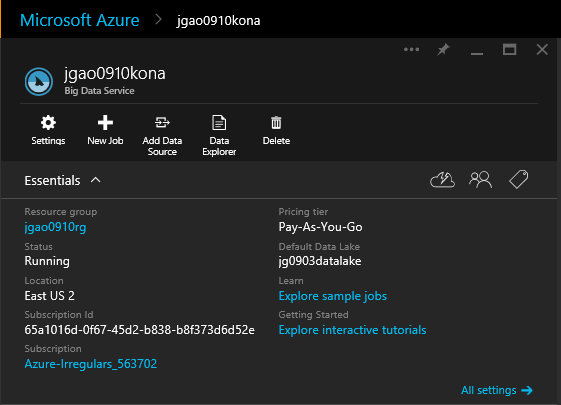 Microsoft Azure > jgao0910kona
jgao0910kona
Big Data Service
Settings New Job Add Data Source Data Explorer Delete
Essentials
Resource group
jgao0910rg
Pricing tier
Pay-As-You-Go
Status
Running
Default Data Lake
jg0903datalake
Location
East US 2
Learn
Explore sample jobs
Subscription Id
65a1016d-0f67-45d2-b838-b8f373d6d52e
Getting Started
Explore interactive tutorials
Subscription
Azure-Irregulars_563702
All settings →